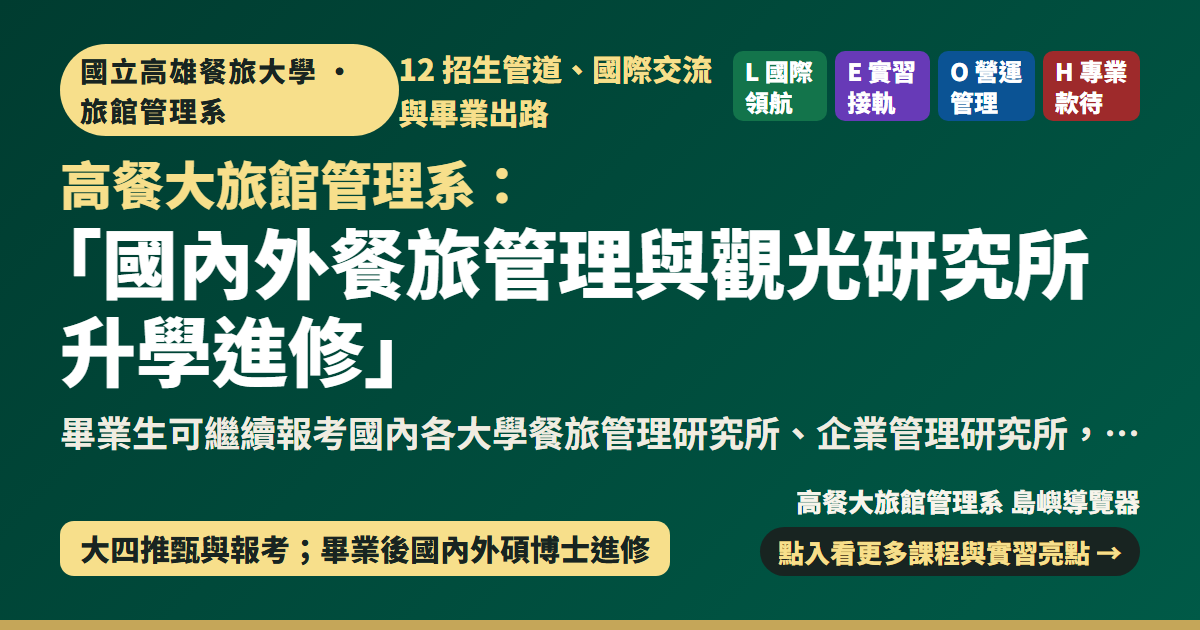 國立高雄餐旅大學 ・
旅館管理系
12 招生管道、國際交流
與畢業出路
L 國際
領航
E 實習
接軌
O 營運
管理
H 專業
款待
高餐大旅館管理系：
「國內外餐旅管理與觀光研究所
升學進修」
畢業生可繼續報考國內各大學餐旅管理研究所、企業管理研究所，…
大四推甄與報考；畢業後國內外碩博士進修
高餐大旅館管理系 島嶼導覽器
點入看更多課程與實習亮點 →